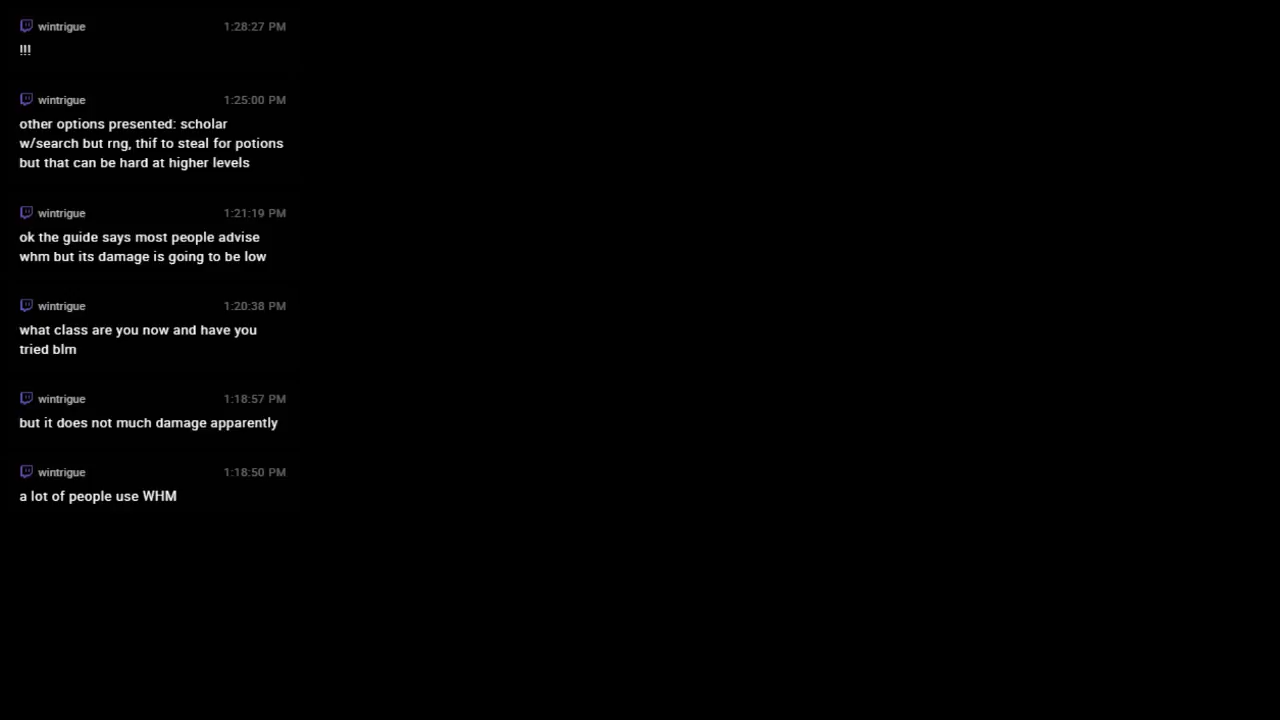 wintrigue 1:28:27 PM
!!!
wintrigue 1:25:00 PM
other options presented: scholar
w/search but rng, thif to steal for potions
but that can be hard at higher levels
wintrigue 1:21:19 PM
ok the guide says most people advise
whm but its damage is going to be low
wintrigue 1:20:38 PM
what class are you now and have you
tried blm
wintrigue 1:18:57 PM
but it does not much damage apparently
wintrigue 1:18:50 PM
a lot of people use WHM